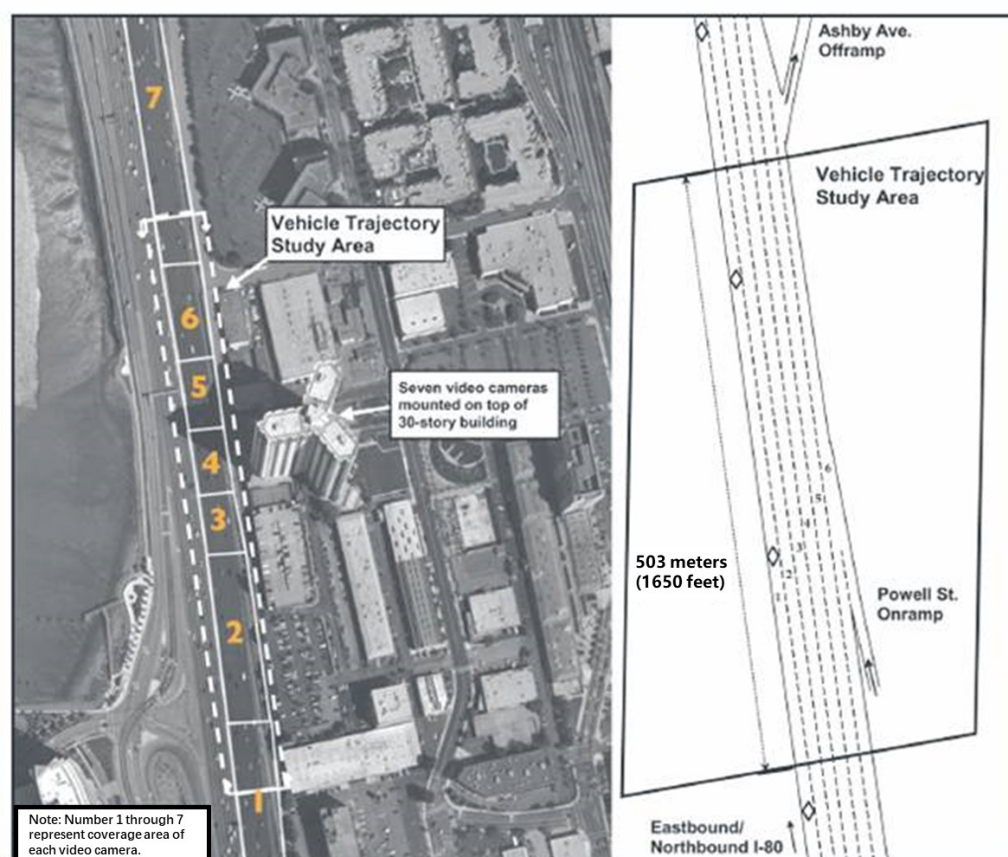 7
Vehicle Trajectory
Study Area
6
5
Seven video cameras
mounted on top of
30-story building
4
3
2
1
Note: Number 1 through 7
represent coverage area of
each video camera.
Ashby Ave.
Offramp
Vehicle Trajectory
Study Area
6
5
4
3
2
1
503 meters
(1650 feet)
Powell St.
Onramp
Eastbound/
Northbound I-80